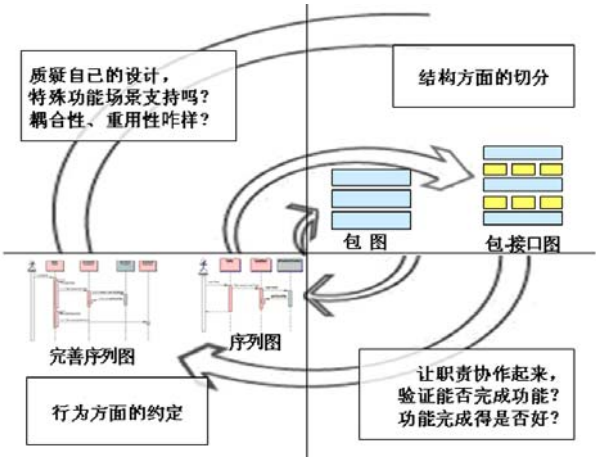 质疑自己的设计，
特殊功能场景支持吗？
耦合性、重用性咋样？
结构方面的切分
包 图
包-接口图
完善序列图
序列图
行为方面的约定
让职责协作起来，
验证能否完成功能？
功能完成得是否好？